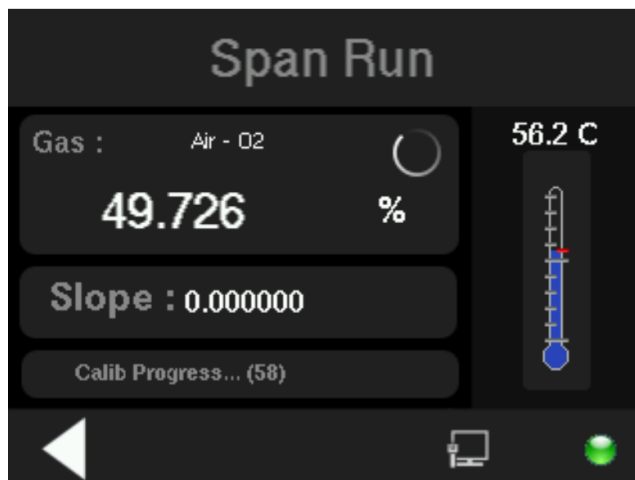 Span Run
Gas : Air - O2
56.2 C
49.726 %
Slope : 0.000000
Calib Progress... (58)